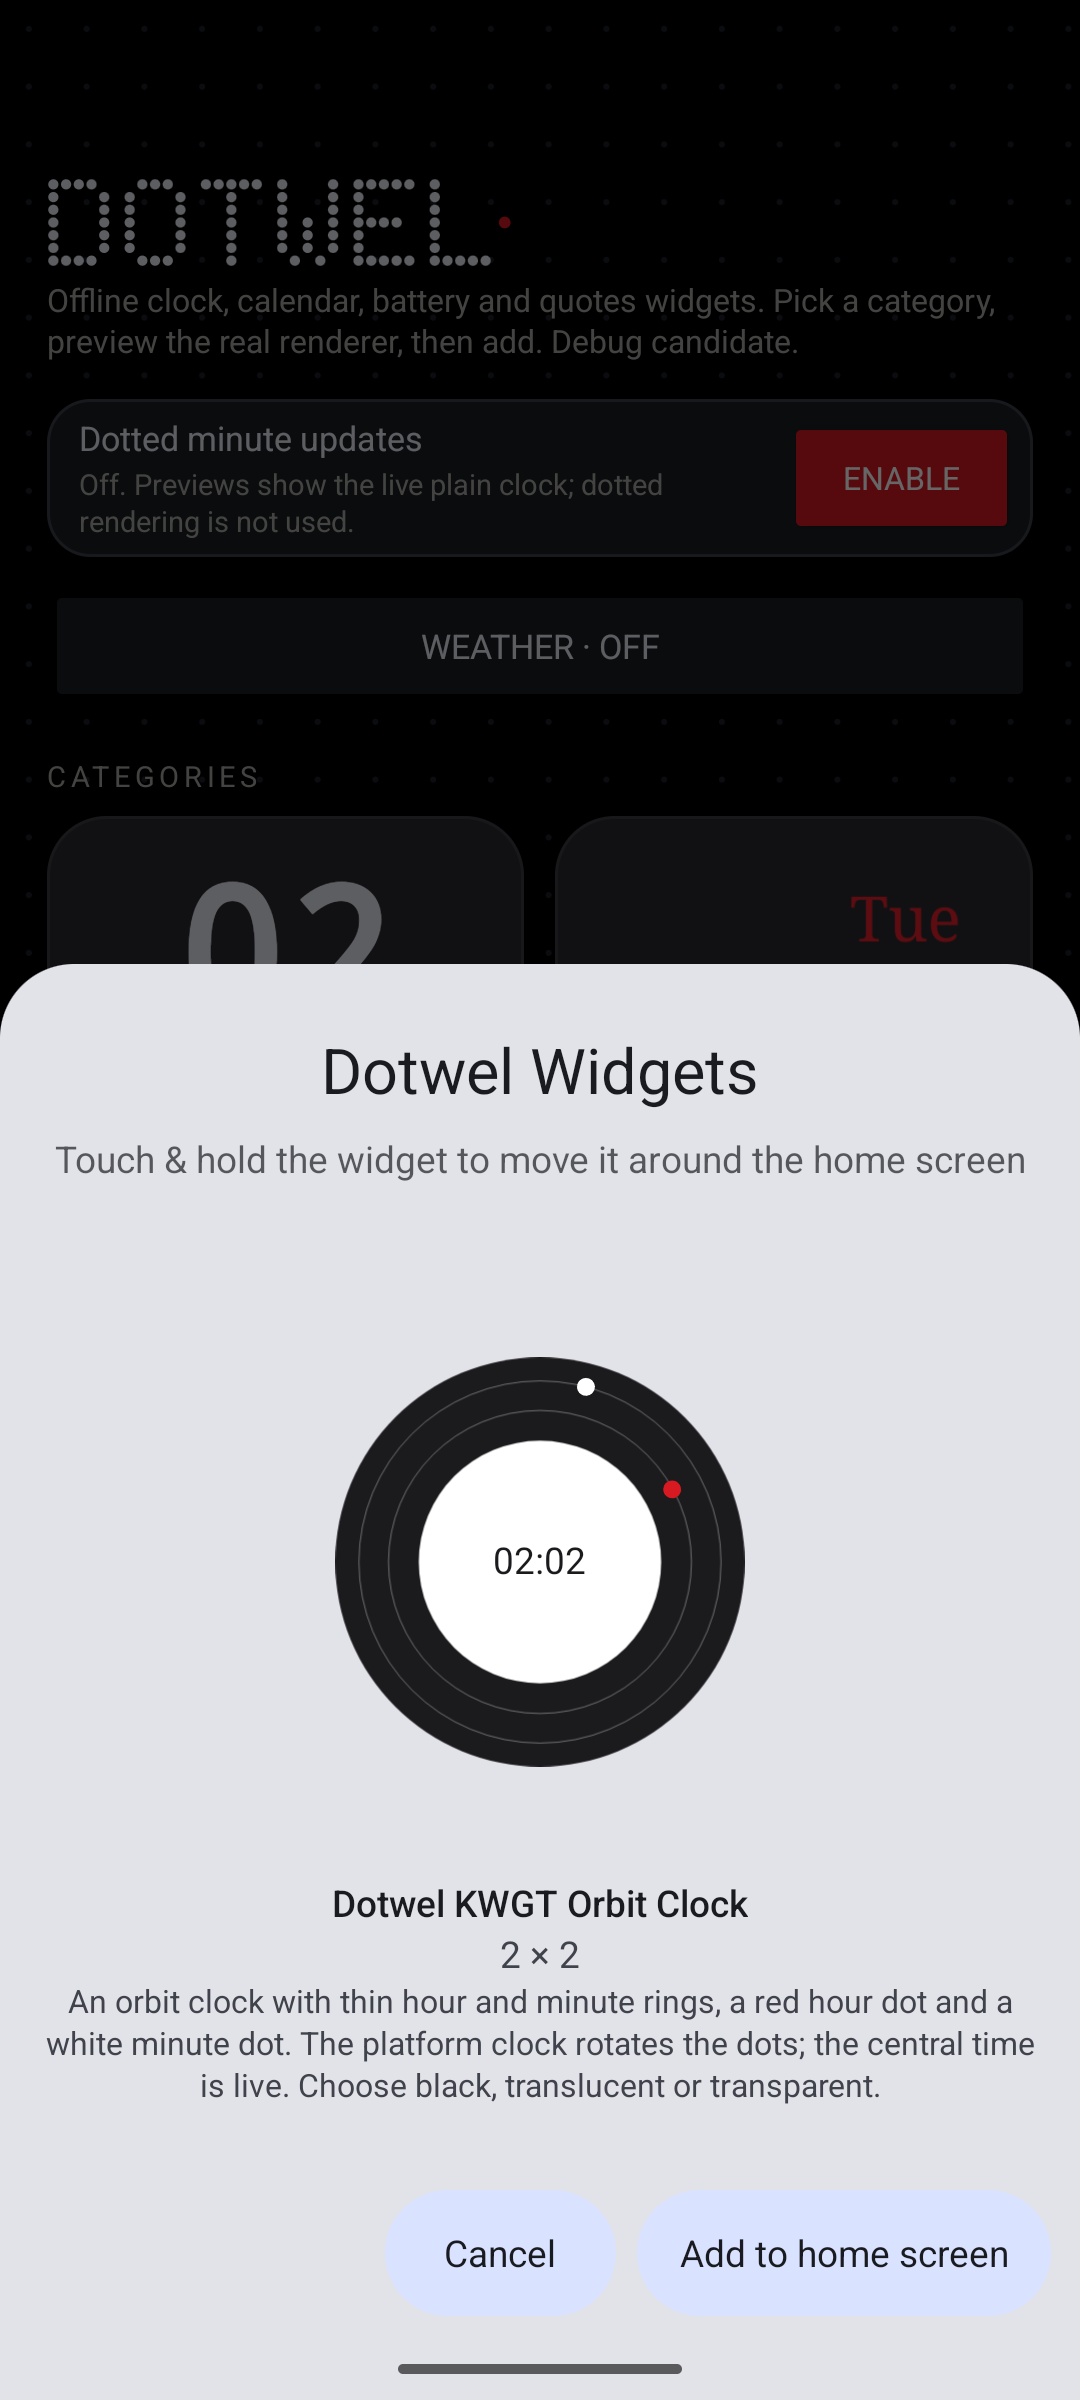 DOTWEL
Offline clock, calendar, battery and quotes widgets. Pick a category,
preview the real renderer, then add. Debug candidate.
Dotted minute updates
Off. Previews show the live plain clock; dotted
rendering is not used.
ENABLE
WEATHER · OFF
CATEGORIES
02
Tue
Dotwel Widgets
Touch & hold the widget to move it around the home screen
02:02
Dotwel KWGT Orbit Clock
2 × 2
An orbit clock with thin hour and minute rings, a red hour dot and a
white minute dot. The platform clock rotates the dots; the central time
is live. Choose black, translucent or transparent.
Cancel
Add to home screen